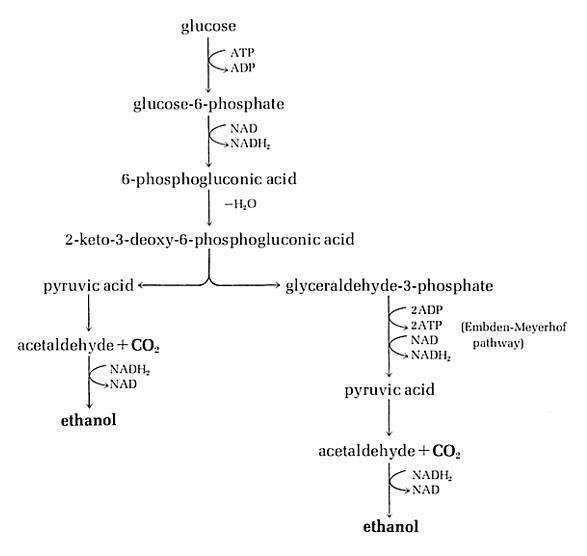 glucose
ATP
ADP
glucose-6-phosphate
NAD
NADH₂
6-phosphogluconic acid
−H₂O
2-keto-3-deoxy-6-phosphogluconic acid
pyruvic acid
glyceraldehyde-3-phosphate
2ADP
2ATP
NAD
NADH₂
(Embden-Meyerhof
pathway)
acetaldehyde + CO₂
NADH₂
NAD
ethanol
pyruvic acid
acetaldehyde + CO₂
NADH₂
NAD
ethanol